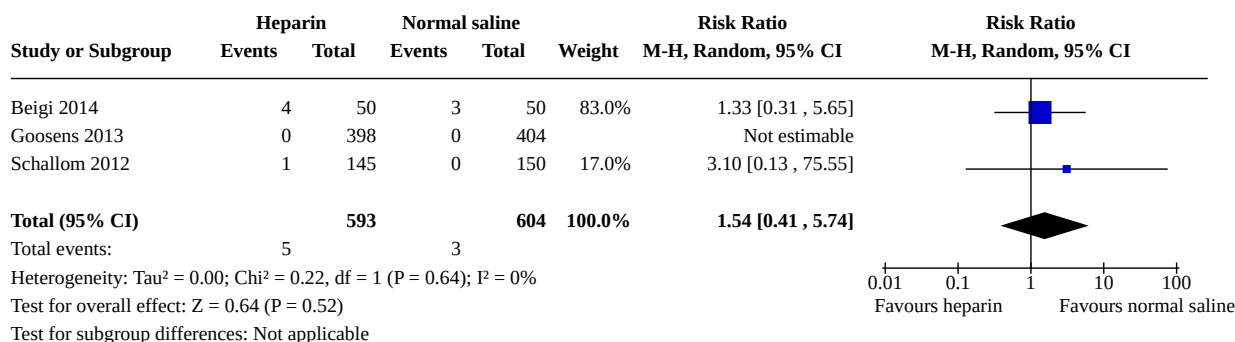 Heparin Normal saline Risk Ratio Risk Ratio
Study or Subgroup Events Total Events Total Weight M-H, Random, 95% CI M-H, Random, 95% CI
Beigi 2014 4 50 3 50 83.0% 1.33 [0.31 , 5.65]
Goosens 2013 0 398 0 404 Not estimable
Schallom 2012 1 145 0 150 17.0% 3.10 [0.13 , 75.55]
Total (95% CI) 593 604 100.0% 1.54 [0.41 , 5.74]
Total events: 5 3
Heterogeneity: Tau² = 0.00; Chi² = 0.22, df = 1 (P = 0.64); I² = 0% 0.01 0.1 1 10 100
Test for overall effect: Z = 0.64 (P = 0.52) Favours heparin Favours normal saline
Test for subgroup differences: Not applicable